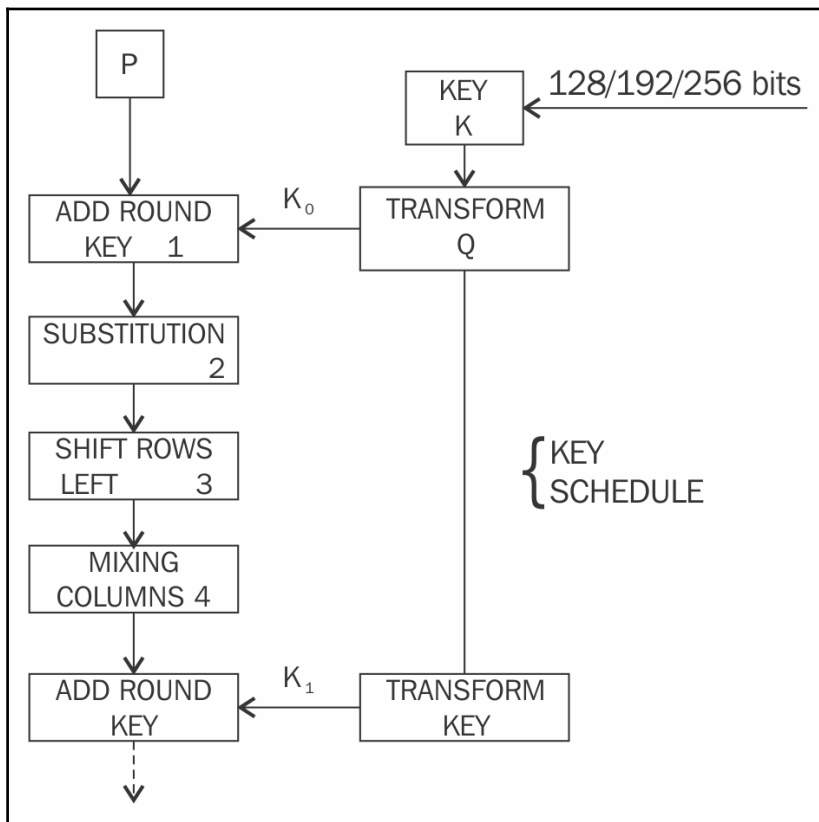 P
KEY
K
128/192/256 bits
ADD ROUND
KEY 1
K₀
TRANSFORM
Q
SUBSTITUTION
2
SHIFT ROWS
LEFT 3
KEY
SCHEDULE
MIXING
COLUMNS 4
ADD ROUND
KEY
K₁
TRANSFORM
KEY